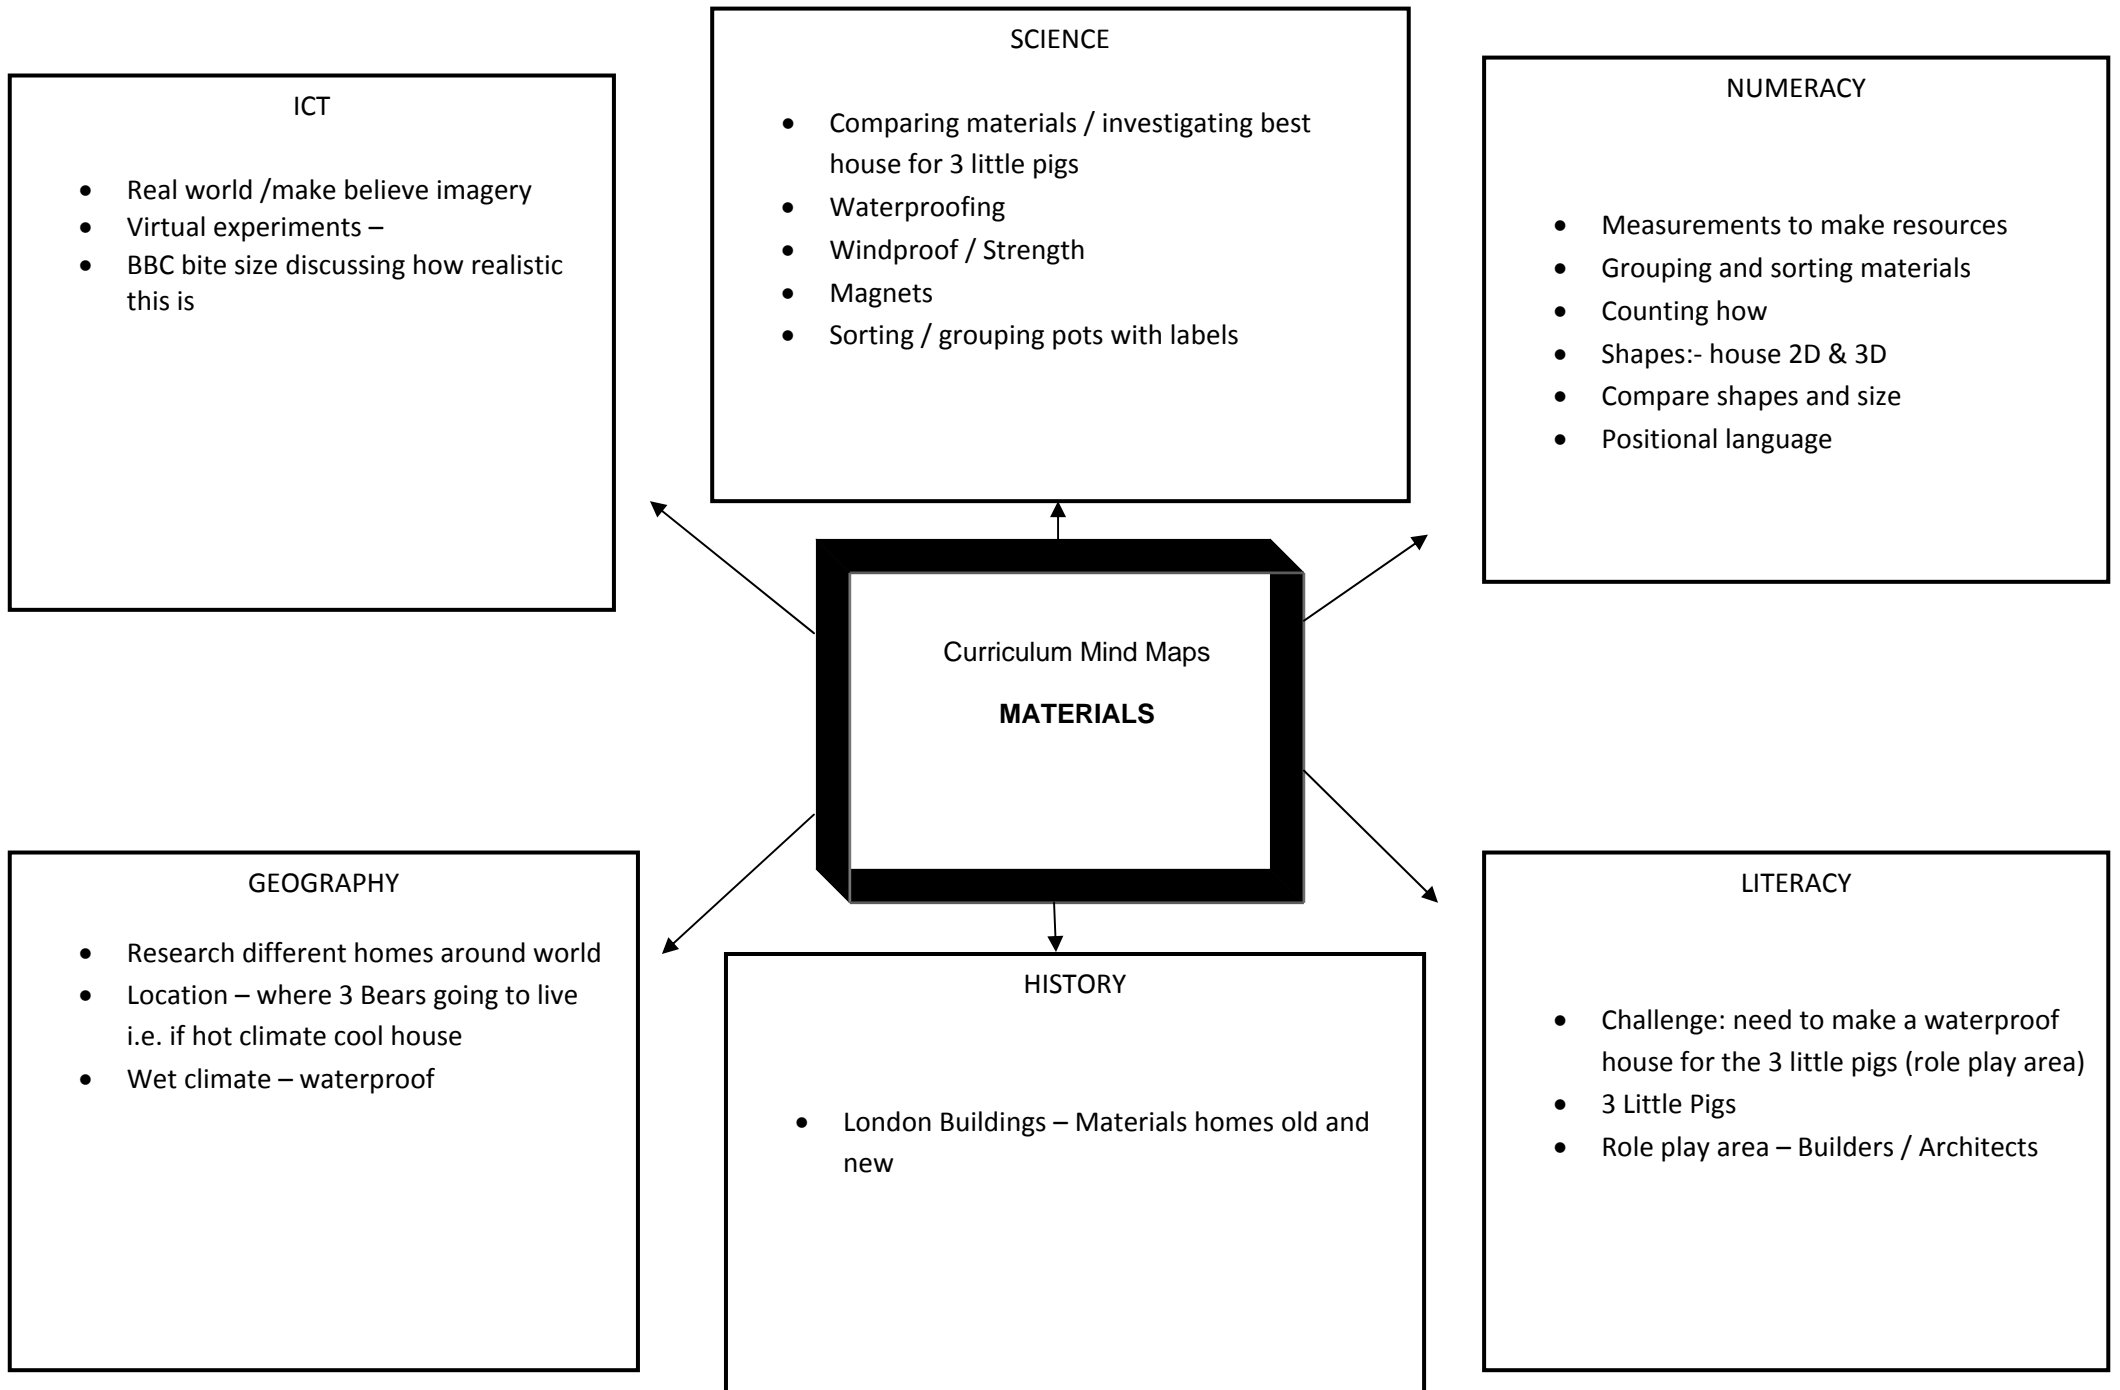 ICT
• Real world /make believe imagery
• Virtual experiments –
• BBC bite size discussing how realistic
this is
SCIENCE
• Comparing materials / investigating best
house for 3 little pigs
• Waterproofing
• Windproof / Strength
• Magnets
• Sorting / grouping pots with labels
NUMERACY
• Measurements to make resources
• Grouping and sorting materials
• Counting how
• Shapes:- house 2D & 3D
• Compare shapes and size
• Positional language
Curriculum Mind Maps
MATERIALS
GEOGRAPHY
• Research different homes around world
• Location – where 3 Bears going to live
i.e. if hot climate cool house
• Wet climate – waterproof
HISTORY
• London Buildings – Materials homes old and
new
LITERACY
• Challenge: need to make a waterproof
house for the 3 little pigs (role play area)
• 3 Little Pigs
• Role play area – Builders / Architects